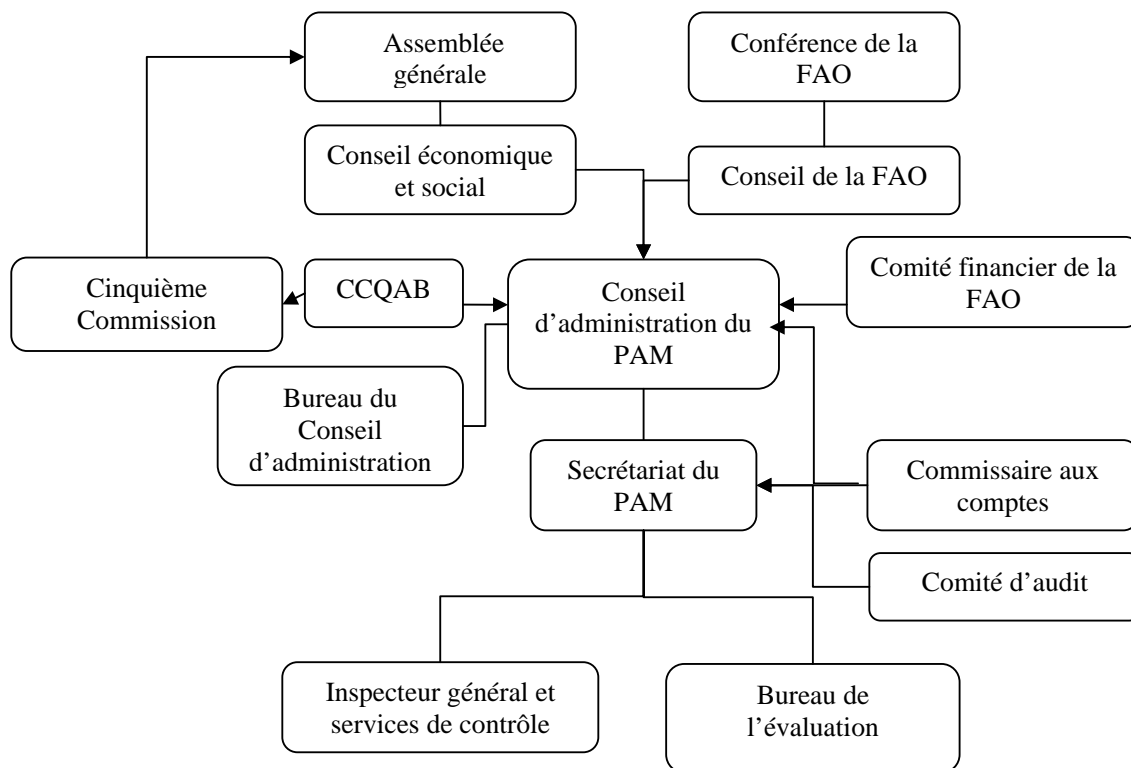 Assemblée
générale
Conférence de la
FAO
Conseil économique
et social
Conseil de la FAO
Cinquième
Commission
CCQAB
Conseil
d’administration du
PAM
Comité financier de la
FAO
Bureau du
Conseil
d’administration
Secrétariat du
PAM
Commissaire aux
comptes
Comité d’audit
Inspecteur général et
services de contrôle
Bureau de
l’évaluation